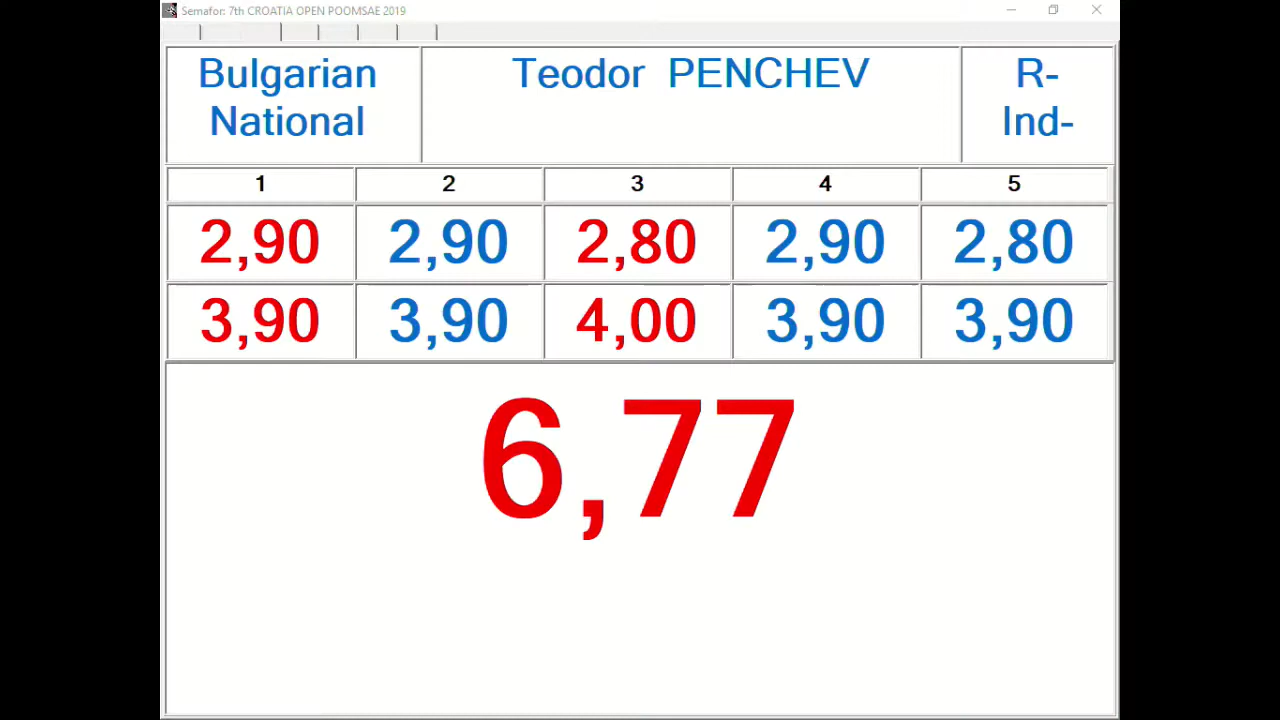 Semafor: 7th CROATIA OPEN POOMSAE 2019
Bulgarian
National
Teodor PENCHEV
R-
Ind-
1 2 3 4 5
2,90 2,90 2,80 2,90 2,80
3,90 3,90 4,00 3,90 3,90
6,77